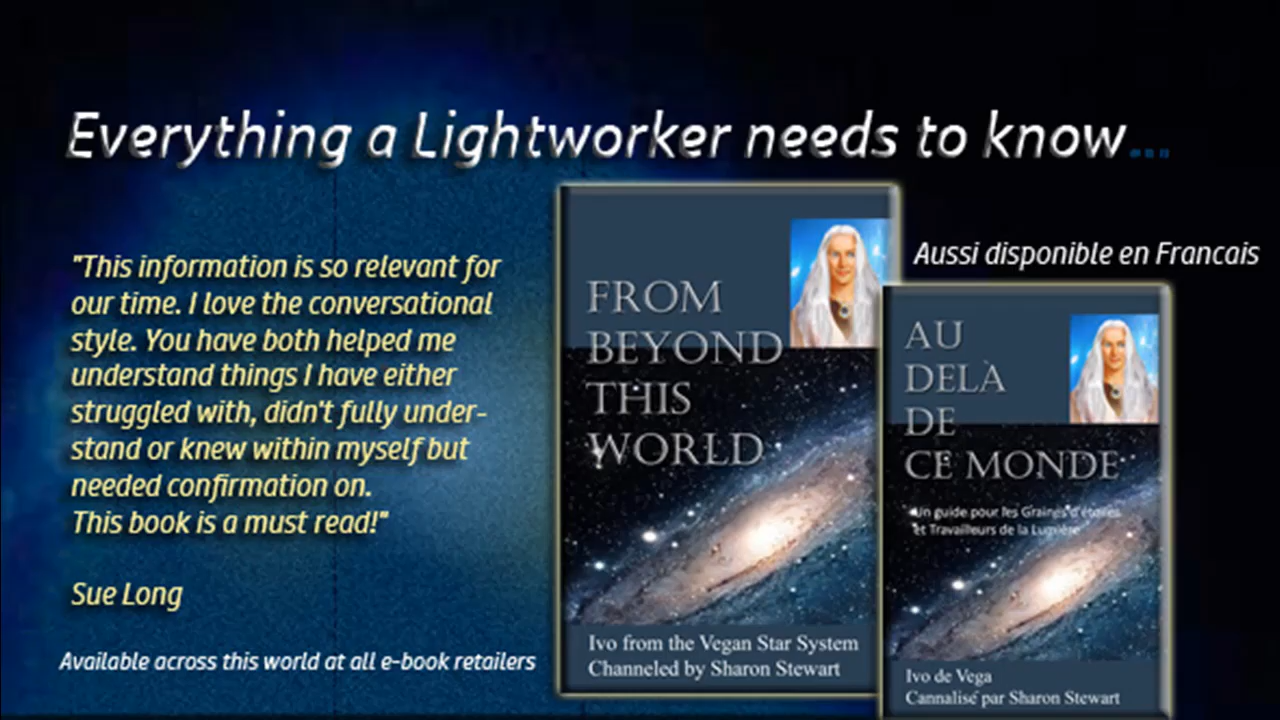 Everything a Lightworker needs to know...
"This information is so relevant for
our time. I love the conversational
style. You have both helped me
understand things I have either
struggled with, didn't fully under-
stand or knew within myself but
needed confirmation on.
This book is a must read!"
Sue Long
Available across this world at all e-book retailers
FROM
BEYOND
THIS
WORLD
Ivo from the Vegan Star System
Channeled by Sharon Stewart
Aussi disponible en Francais
AU
DELÀ
DE
CE MONDE
Un guide pour les Graines d'étoiles
et Travailleurs de la Lumière
Ivo de Vega
Cannalisé par Sharon Stewart